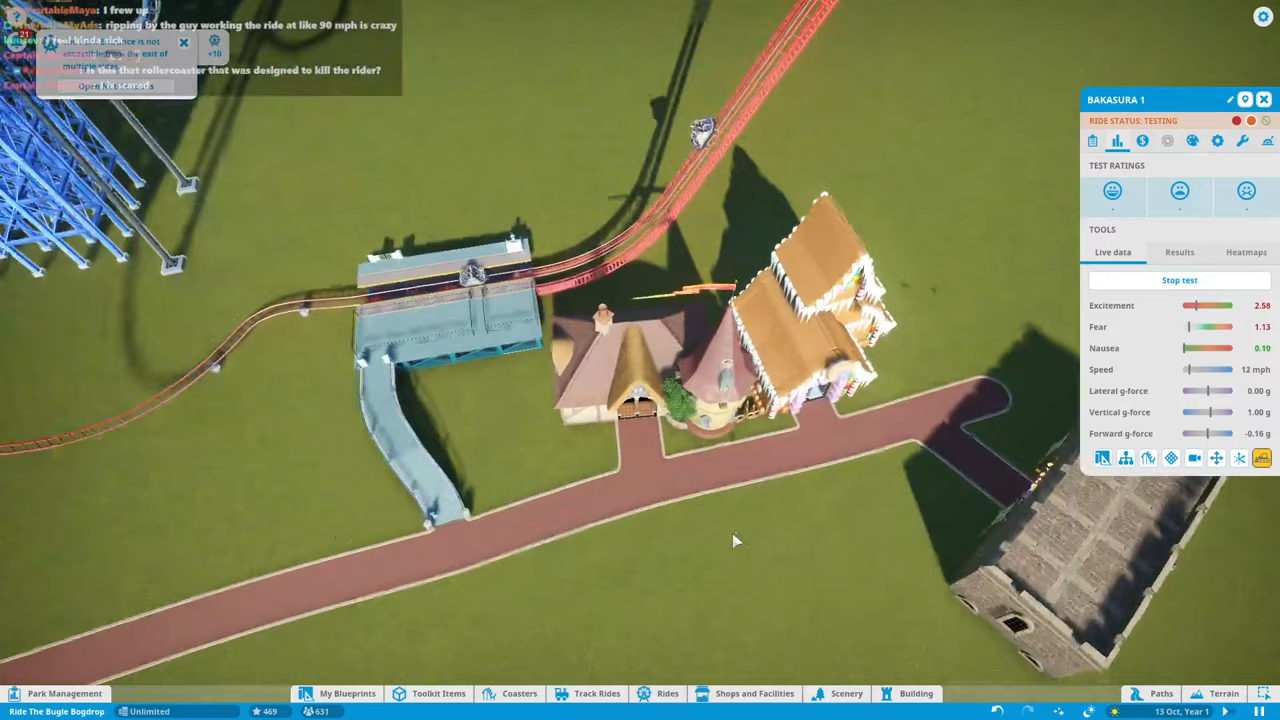 I frew up
ripping by the guy working the ride at like 90 mph is crazy
21
+10
is this that rollercoaster that was designed to kill the rider?
BAKASURA 1
RIDE STATUS: TESTING
TEST RATINGS
- - -
TOOLS
Live data Results Heatmaps
Stop test
Excitement 2.58
Fear 1.13
Nausea 0.10
Speed 12 mph
Lateral g-force 0.00 g
Vertical g-force 1.00 g
Forward g-force -0.16 g
Park Management My Blueprints Toolkit Items Coasters Track Rides Rides Shops and Facilities Scenery Building Paths Terrain
Ride The Bugle Bogdrop Unlimited 469 631 13 Oct, Year 1